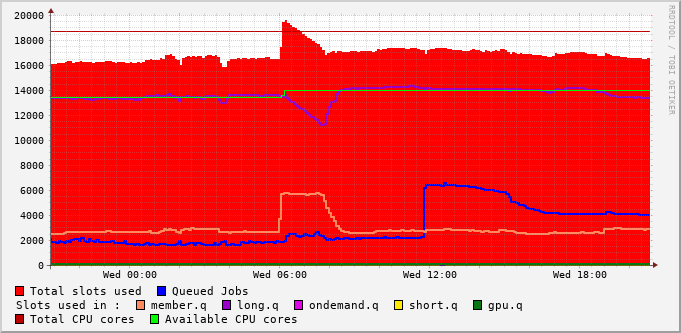 20000
18000
16000
14000
12000
10000
8000
6000
4000
2000
0
Wed 00:00 Wed 06:00 Wed 12:00 Wed 18:00
RRDTOOL / TOBI OETIKER
Total slots used Queued Jobs
Slots used in : member.q long.q ondemand.q short.q gpu.q
Total CPU cores Available CPU cores